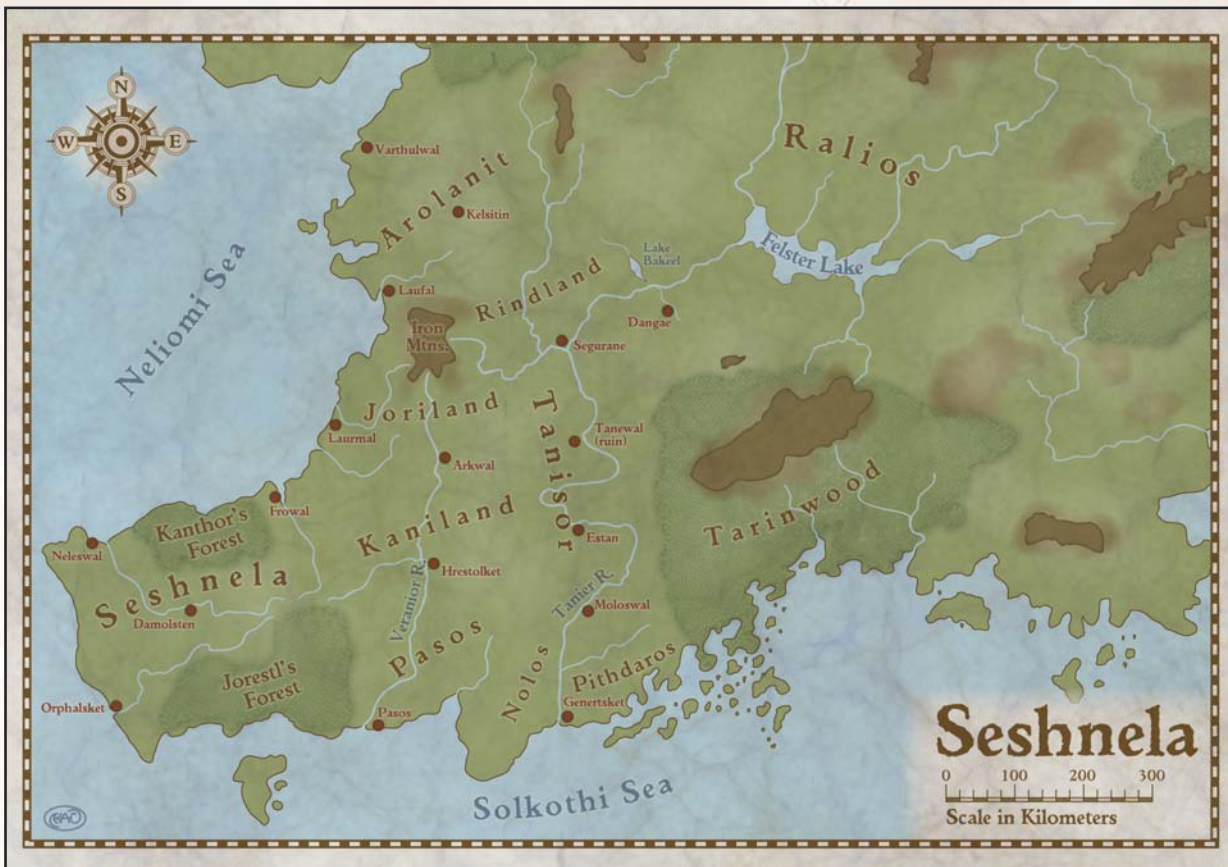 N
W
E
S
Varthulwal
Arolanit
Kelsitin
Ralios
Neliomi Sea
Lake
Bakeel
Felster Lake
Laufal
Rindland
Dangae
Iron
Mtns.
Segurane
Joriland
Tanisor
Laurmal
Tanewal
(ruin)
Arkwal
Tarinwood
Frowal
Kanthor's
Forest
Kaniland
Estan
Neleswal
Seshnela
Hrestolket
Veranior R.
Tanier R.
Damolsten
Moloswal
Pasos
Nolos
Pithdaros
Jorestl's
Forest
Orphalsket
Pasos
Genertsket
Solkothi Sea
Seshnela
0 100 200 300
Scale in Kilometers